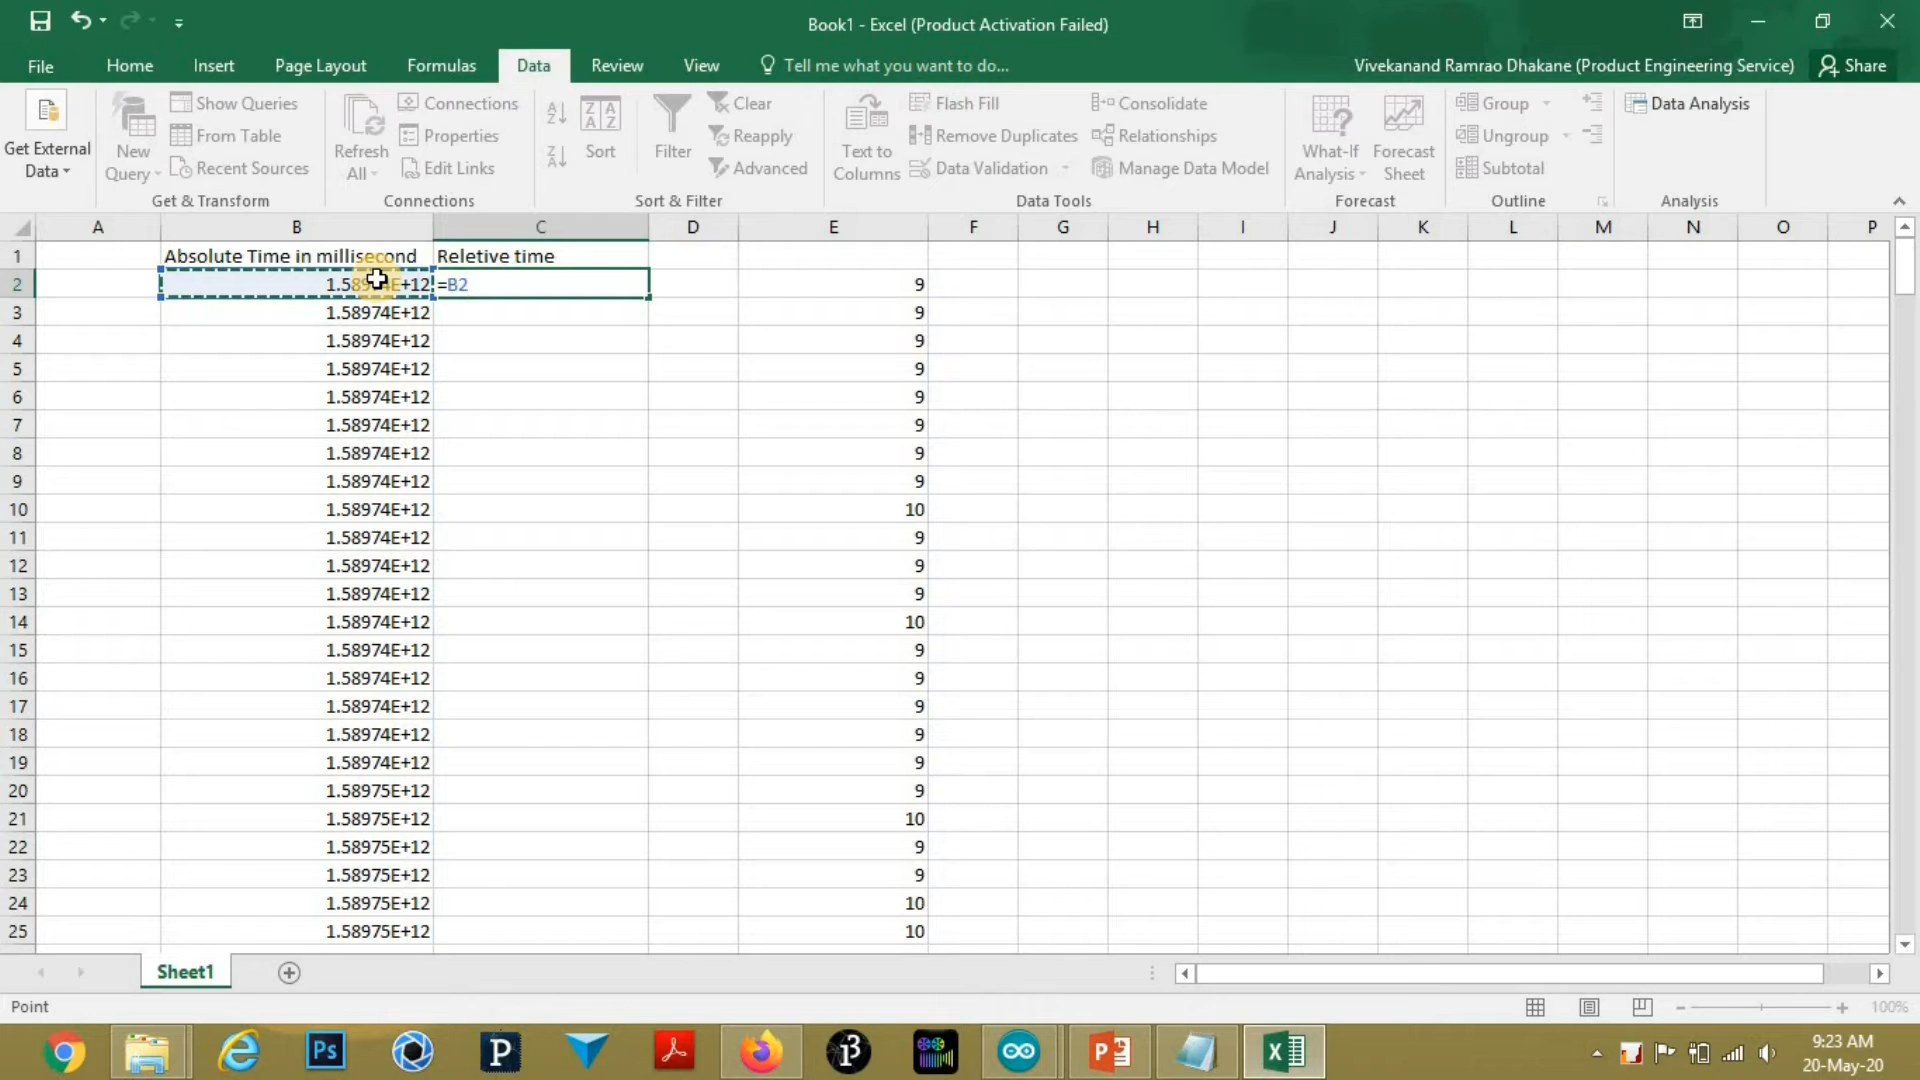 Book1 - Excel (Product Activation Failed)
File Home Insert Page Layout Formulas Data Review View Tell me what you want to do... Vivekanand Ramrao Dhakane (Product Engineering Service) Share
Get External Data
New Query
Show Queries
From Table
Recent Sources
Get & Transform
Refresh All
Connections
Properties
Edit Links
Connections
Sort
Filter
Clear
Reapply
Advanced
Sort & Filter
Text to Columns
Flash Fill
Remove Duplicates
Data Validation
Consolidate
Relationships
Manage Data Model
Data Tools
What-If Analysis
Forecast Sheet
Forecast
Group
Ungroup
Subtotal
Outline
Data Analysis
Analysis
A B C D E F G H I J K L M N O P
1 Absolute Time in millisecond Reletive time
2 1.58974E+12 =B2 9
3 1.58974E+12 9
4 1.58974E+12 9
5 1.58974E+12 9
6 1.58974E+12 9
7 1.58974E+12 9
8 1.58974E+12 9
9 1.58974E+12 9
10 1.58974E+12 10
11 1.58974E+12 9
12 1.58974E+12 9
13 1.58974E+12 9
14 1.58974E+12 10
15 1.58974E+12 9
16 1.58974E+12 9
17 1.58974E+12 9
18 1.58974E+12 9
19 1.58974E+12 9
20 1.58975E+12 9
21 1.58975E+12 10
22 1.58975E+12 9
23 1.58975E+12 9
24 1.58975E+12 10
25 1.58975E+12 10
Sheet1
Point 100%
9:23 AM
20-May-20